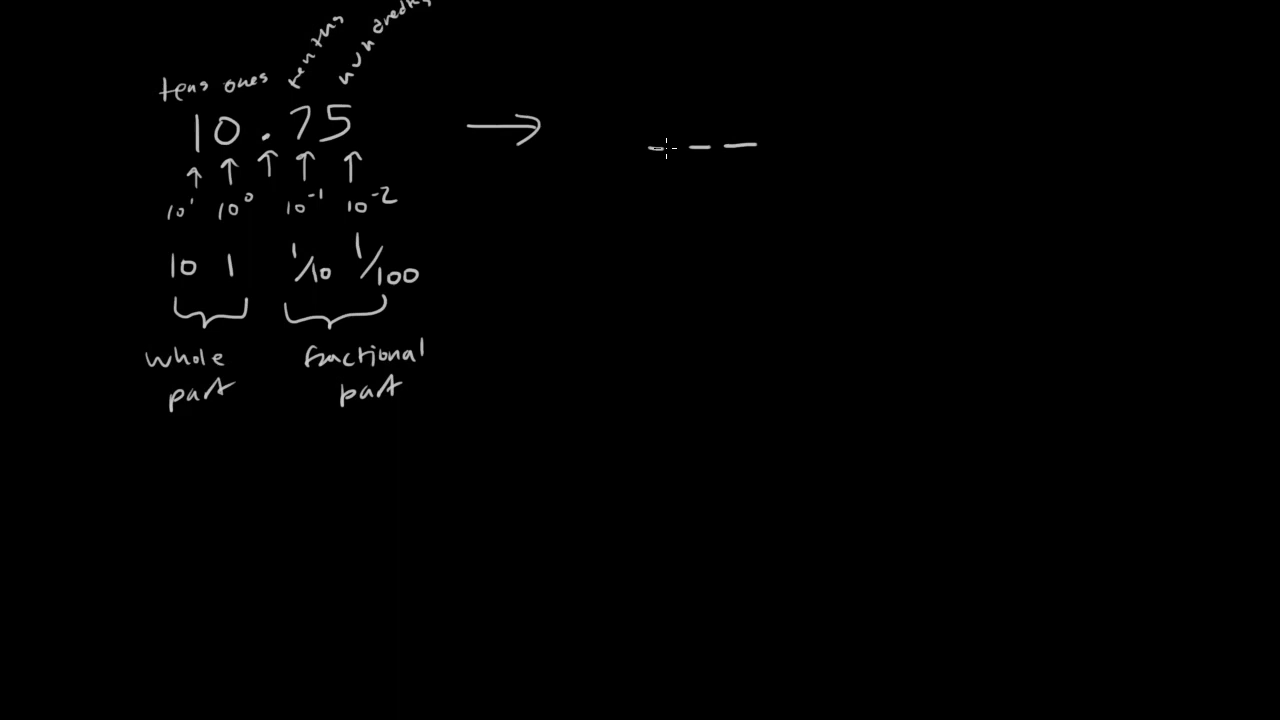 tens ones tenths hundredths
10.75
10¹ 10⁰ 10⁻¹ 10⁻²
10 1 1/10 1/100
whole fractional
part part